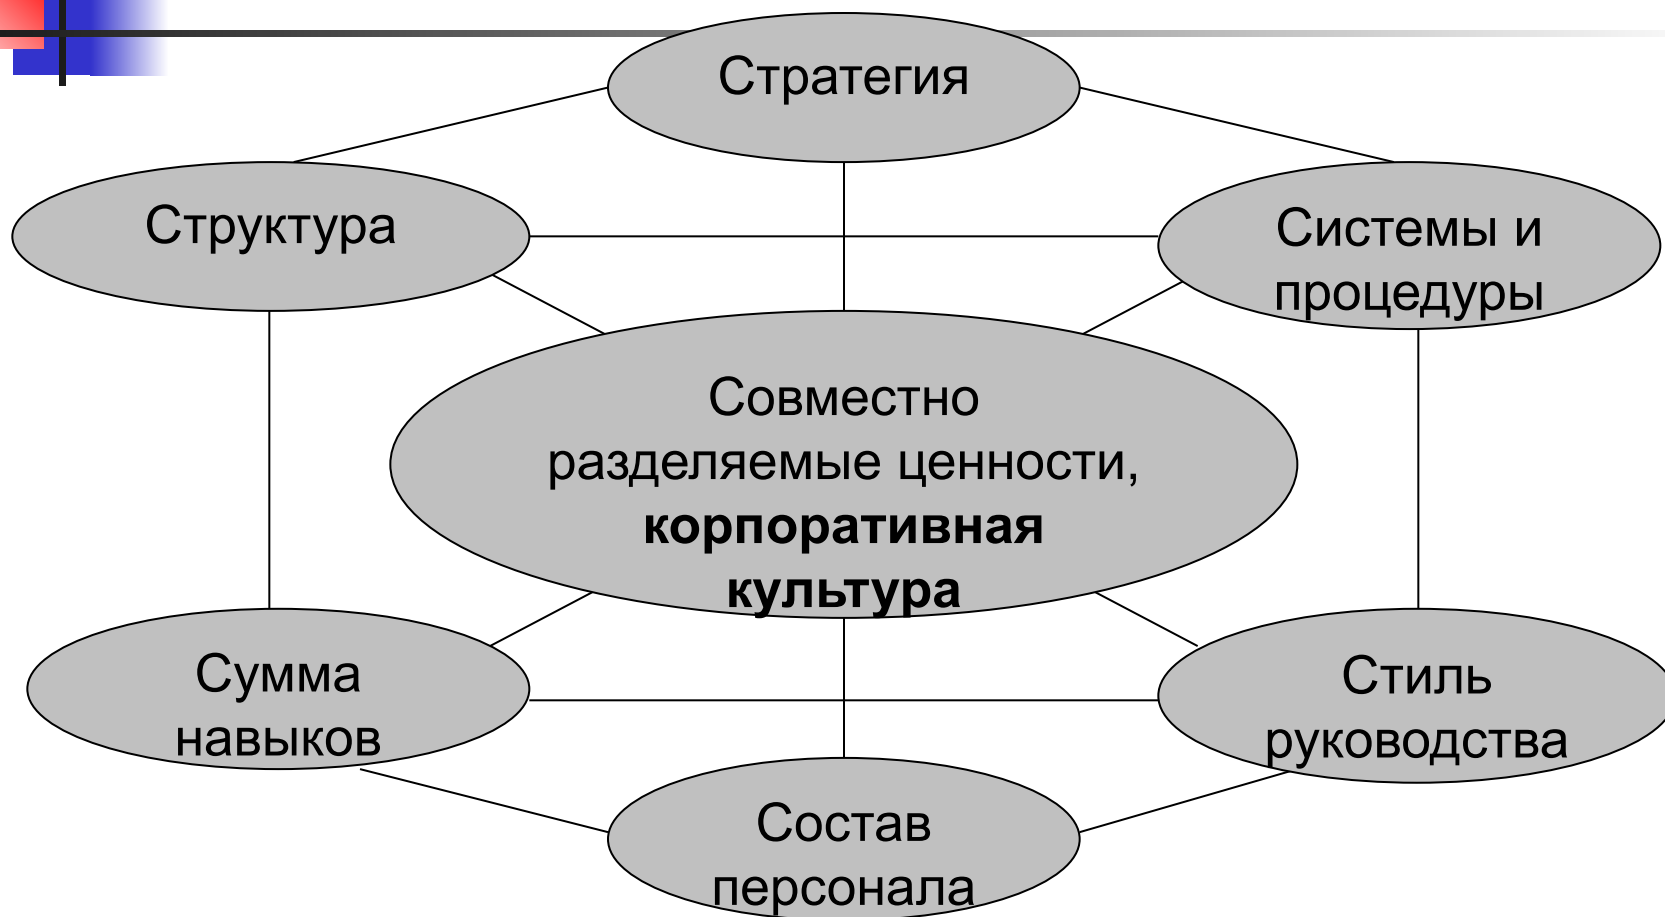 Стратегия
Структура
Системы и
процедуры
Совместно
разделяемые ценности,
корпоративная
культура
Сумма
навыков
Стиль
руководства
Состав
персонала